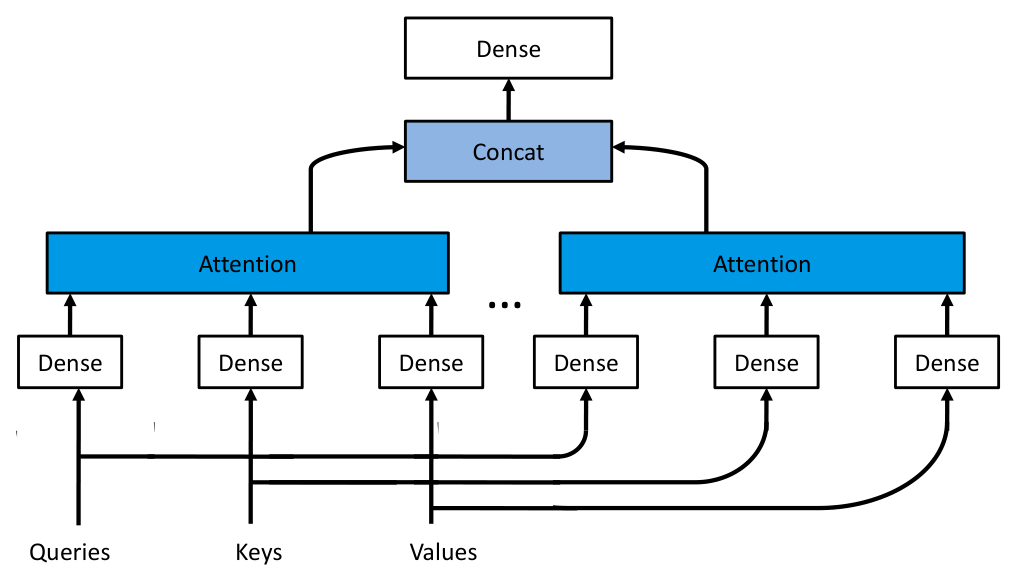 Dense
Concat
Attention
Attention
...
Dense
Dense
Dense
Dense
Dense
Dense
Queries
Keys
Values